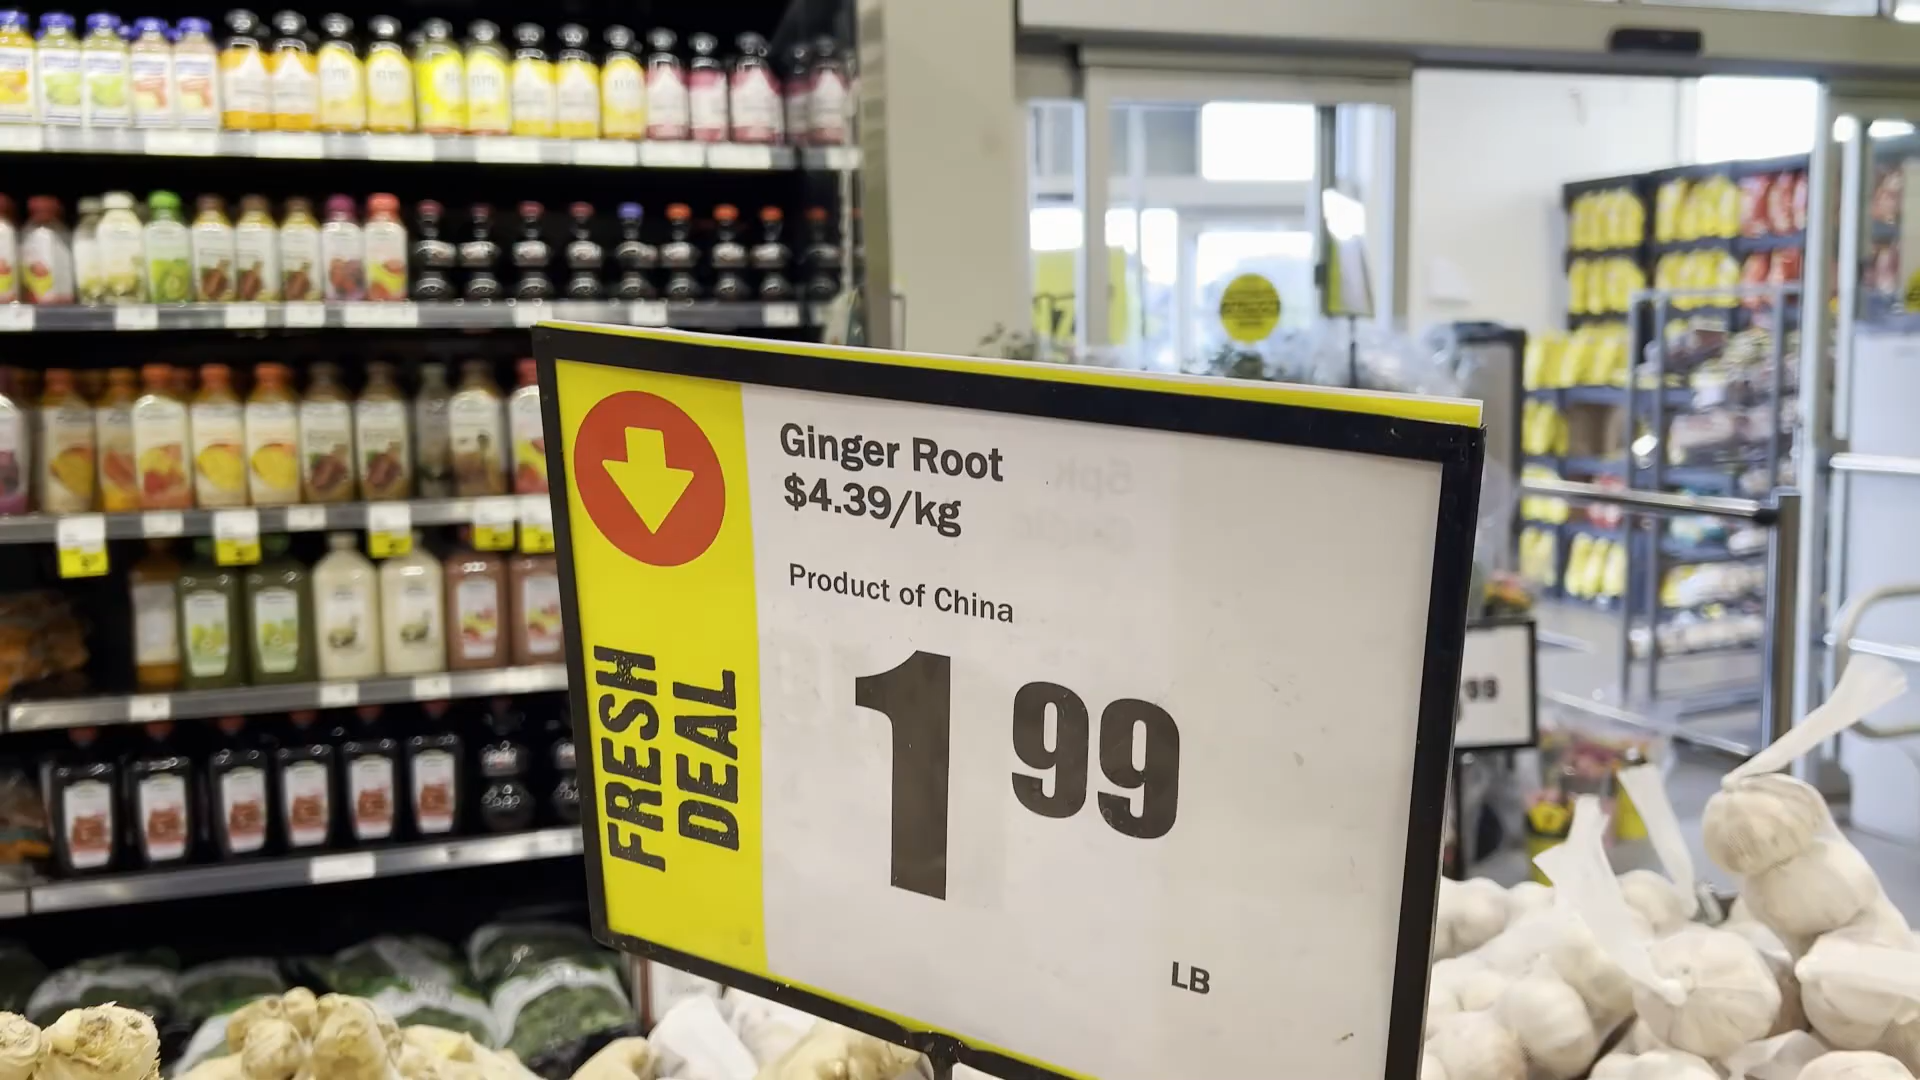 Ginger Root
$4.39/kg
Product of China
1 99
LB
FRESH
DEAL